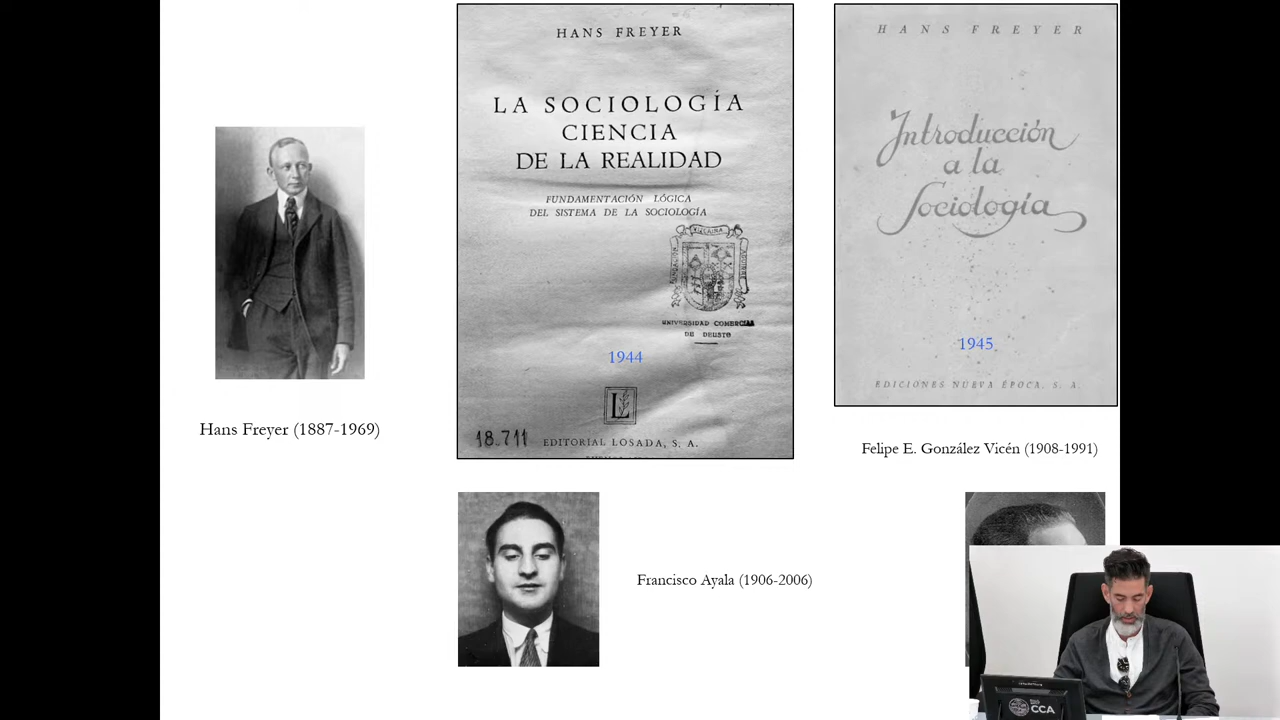 HANS FREYER
LA SOCIOLOGÍA
CIENCIA
DE LA REALIDAD
FUNDAMENTACIÓN LÓGICA
DEL SISTEMA DE LA SOCIOLOGÍA
VIZCAINA
UNIVERSIDAD COMERCIAL
DE DEUSTO
1944
L
18.711
EDITORIAL LOSADA, S. A.
HANS FREYER
Introducción
a la
Sociología
1945
EDICIONES NUEVA ÉPOCA, S. A.
Hans Freyer (1887-1969)
Felipe E. González Vicén (1908-1991)
Francisco Ayala (1906-2006)
CCA